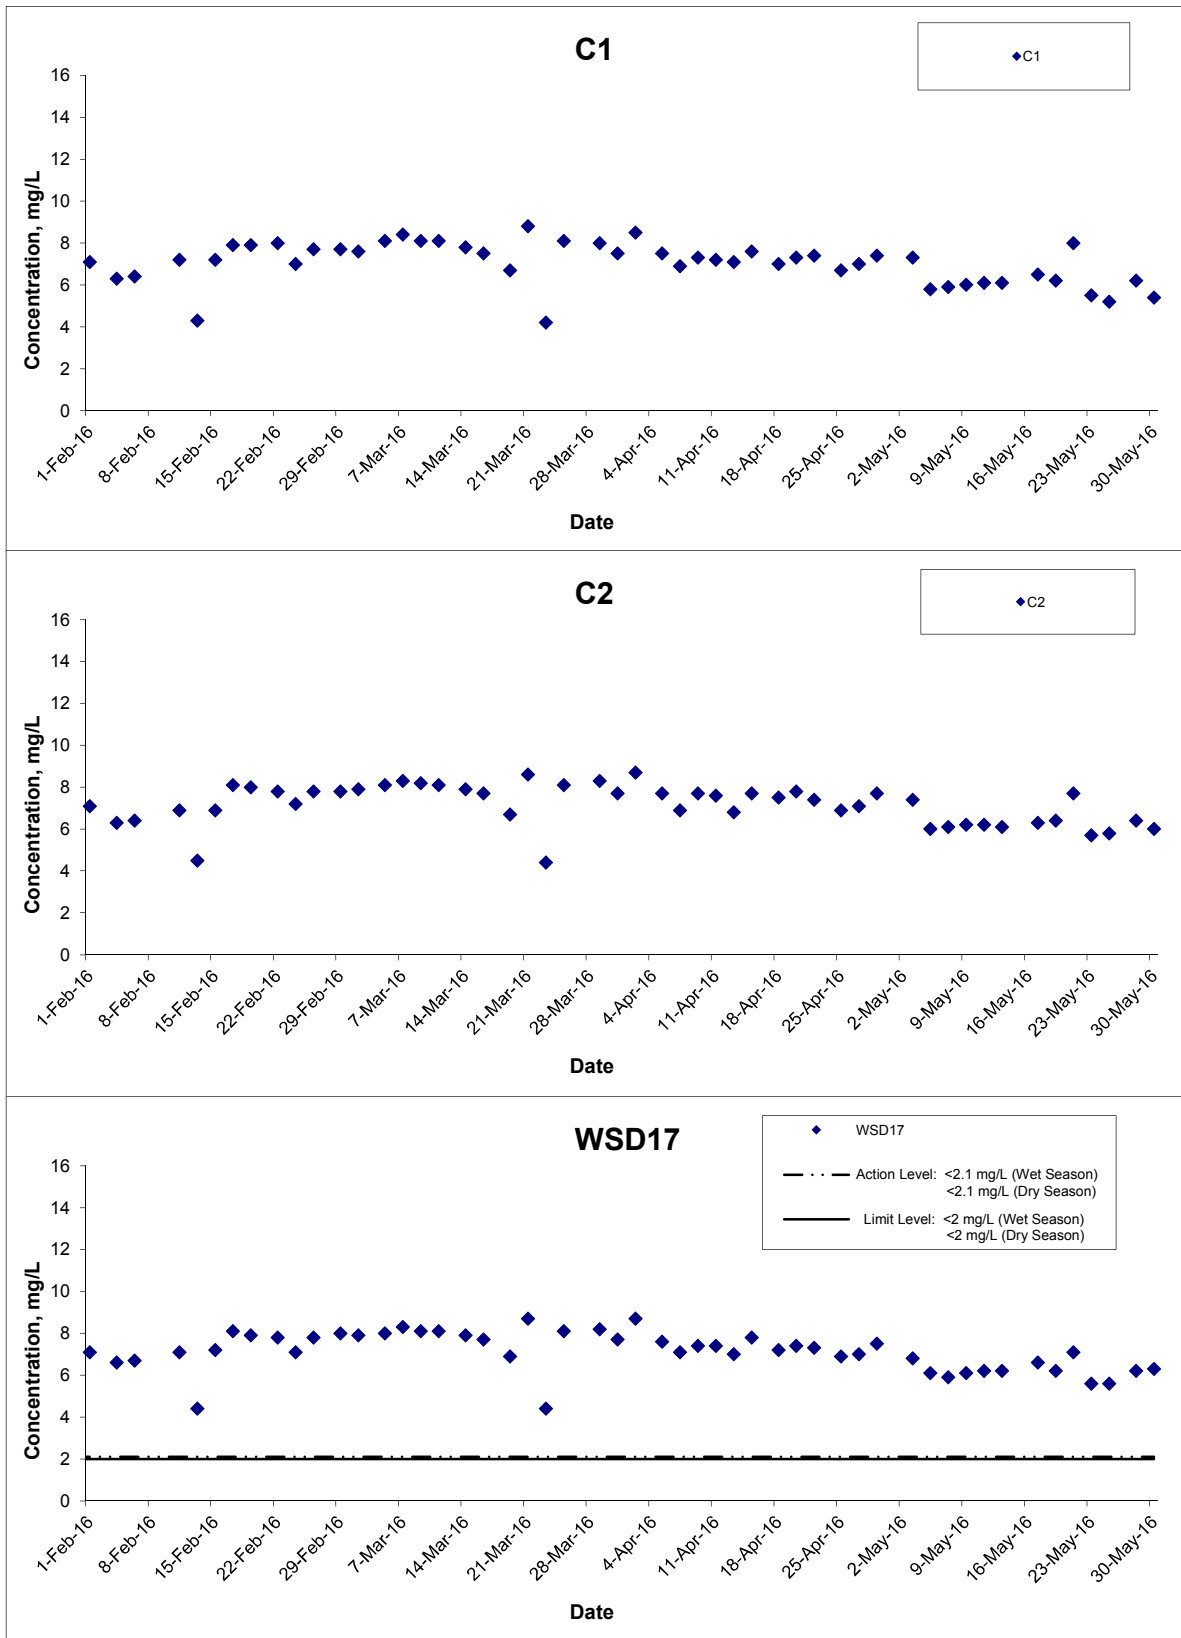 C1
C1
16
14
12
10
8
6
4
2
0
Concentration, mg/L
1-Feb-16
8-Feb-16
15-Feb-16
22-Feb-16
29-Feb-16
7-Mar-16
14-Mar-16
21-Mar-16
28-Mar-16
4-Apr-16
11-Apr-16
18-Apr-16
25-Apr-16
2-May-16
9-May-16
16-May-16
23-May-16
30-May-16
Date
C2
C2
16
14
12
10
8
6
4
2
0
Concentration, mg/L
1-Feb-16
8-Feb-16
15-Feb-16
22-Feb-16
29-Feb-16
7-Mar-16
14-Mar-16
21-Mar-16
28-Mar-16
4-Apr-16
11-Apr-16
18-Apr-16
25-Apr-16
2-May-16
9-May-16
16-May-16
23-May-16
30-May-16
Date
WSD17
WSD17
Action Level: <2.1 mg/L (Wet Season)
<2.1 mg/L (Dry Season)
Limit Level: <2 mg/L (Wet Season)
<2 mg/L (Dry Season)
16
14
12
10
8
6
4
2
0
Concentration, mg/L
1-Feb-16
8-Feb-16
15-Feb-16
22-Feb-16
29-Feb-16
7-Mar-16
14-Mar-16
21-Mar-16
28-Mar-16
4-Apr-16
11-Apr-16
18-Apr-16
25-Apr-16
2-May-16
9-May-16
16-May-16
23-May-16
30-May-16
Date